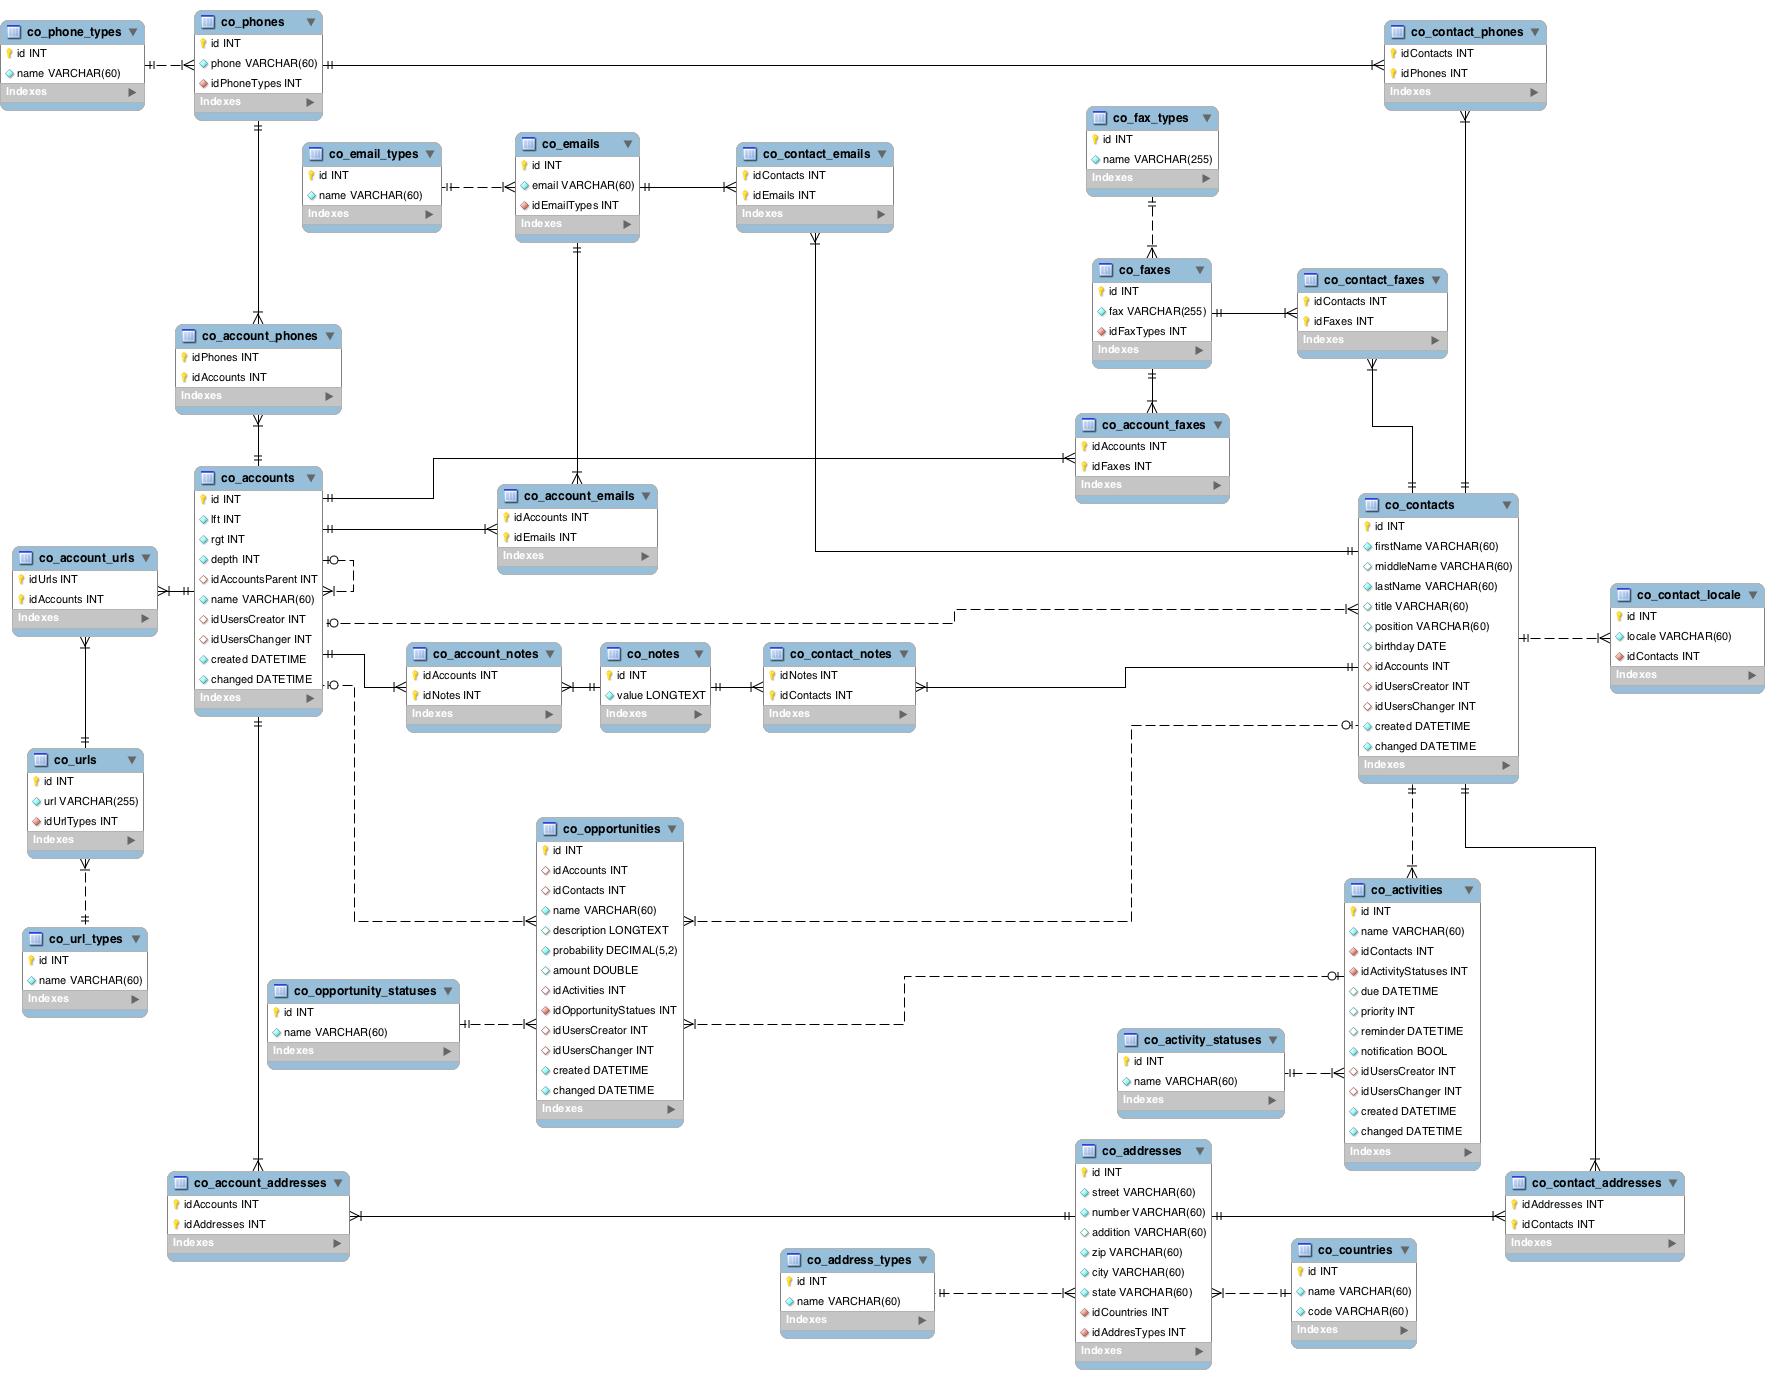 co_phone_types
id INT
name VARCHAR(60)
Indexes
co_phones
id INT
phone VARCHAR(60)
idPhoneTypes INT
Indexes
co_contact_phones
idContacts INT
idPhones INT
Indexes
co_email_types
id INT
name VARCHAR(60)
Indexes
co_emails
id INT
email VARCHAR(60)
idEmailTypes INT
Indexes
co_contact_emails
idContacts INT
idEmails INT
Indexes
co_fax_types
id INT
name VARCHAR(255)
Indexes
co_faxes
id INT
fax VARCHAR(255)
idFaxTypes INT
Indexes
co_contact_faxes
idContacts INT
idFaxes INT
Indexes
co_account_phones
idPhones INT
idAccounts INT
Indexes
co_account_faxes
idAccounts INT
idFaxes INT
Indexes
co_accounts
id INT
lft INT
rgt INT
depth INT
idAccountsParent INT
name VARCHAR(60)
idUsersCreator INT
idUsersChanger INT
created DATETIME
changed DATETIME
Indexes
co_account_emails
idAccounts INT
idEmails INT
Indexes
co_contacts
id INT
firstName VARCHAR(60)
middleName VARCHAR(60)
lastName VARCHAR(60)
title VARCHAR(60)
position VARCHAR(60)
birthday DATE
idAccounts INT
idUsersCreator INT
idUsersChanger INT
created DATETIME
changed DATETIME
Indexes
co_account_urls
idUrls INT
idAccounts INT
Indexes
co_contact_locale
id INT
locale VARCHAR(60)
idContacts INT
Indexes
co_account_notes
idAccounts INT
idNotes INT
Indexes
co_notes
id INT
value LONGTEXT
Indexes
co_contact_notes
idNotes INT
idContacts INT
Indexes
co_urls
id INT
url VARCHAR(255)
idUrlTypes INT
Indexes
co_opportunities
id INT
idAccounts INT
idContacts INT
name VARCHAR(60)
description LONGTEXT
probability DECIMAL(5,2)
amount DOUBLE
idActivities INT
idOpportunityStatues INT
idUsersCreator INT
idUsersChanger INT
created DATETIME
changed DATETIME
Indexes
co_activities
id INT
name VARCHAR(60)
idContacts INT
idActivityStatuses INT
due DATETIME
priority INT
reminder DATETIME
notification BOOL
idUsersCreator INT
idUsersChanger INT
created DATETIME
changed DATETIME
Indexes
co_url_types
id INT
name VARCHAR(60)
Indexes
co_opportunity_statuses
id INT
name VARCHAR(60)
Indexes
co_activity_statuses
id INT
name VARCHAR(60)
Indexes
co_addresses
id INT
street VARCHAR(60)
number VARCHAR(60)
addition VARCHAR(60)
zip VARCHAR(60)
city VARCHAR(60)
state VARCHAR(60)
idCountries INT
idAddresTypes INT
Indexes
co_account_addresses
idAccounts INT
idAddresses INT
Indexes
co_contact_addresses
idAddresses INT
idContacts INT
Indexes
co_address_types
id INT
name VARCHAR(60)
Indexes
co_countries
id INT
name VARCHAR(60)
code VARCHAR(60)
Indexes